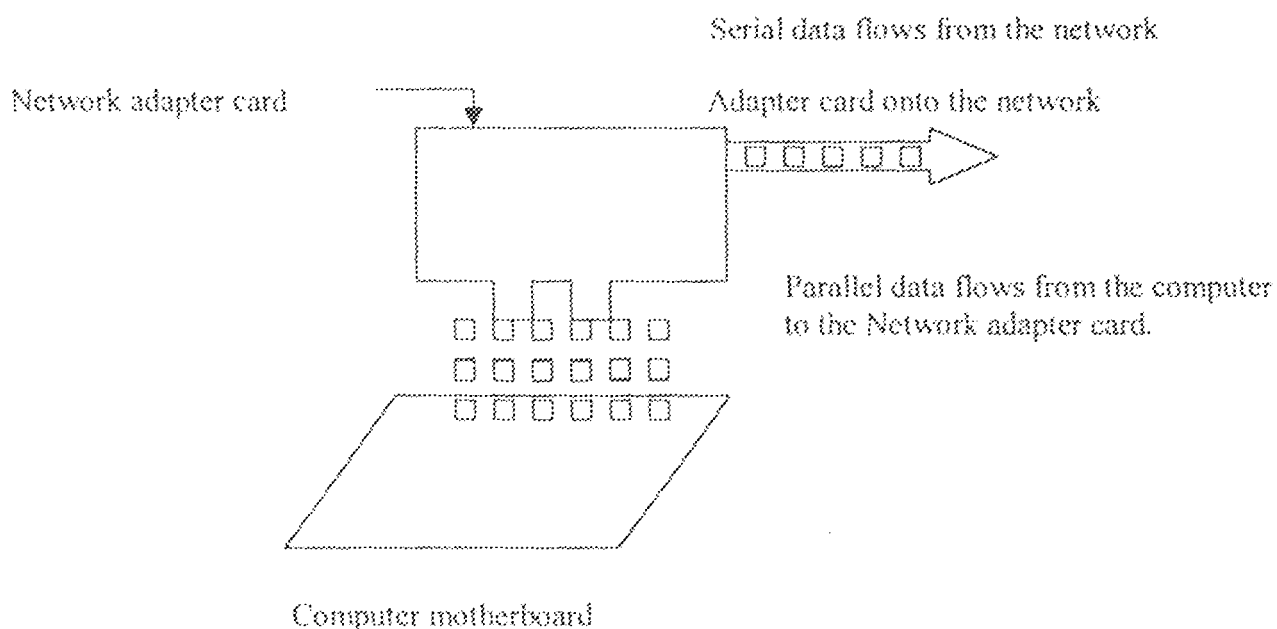 Serial data flows from the network
Network adapter card
Adapter card onto the network
Parallel data flows from the computer
to the Network adapter card.
Computer motherboard